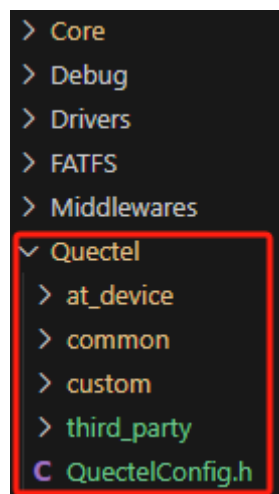 Core
Debug
Drivers
FATFS
Middlewares
Quectel
at_device
common
custom
third_party
C QuectelConfig.h